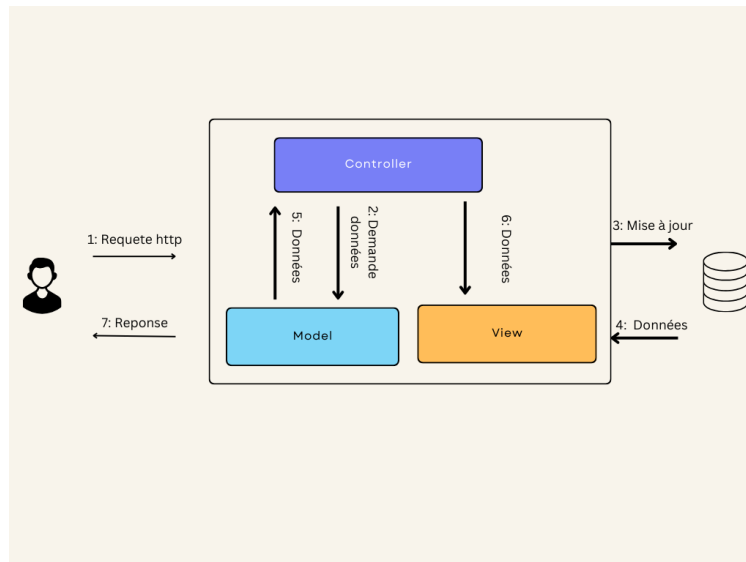 Controller
1: Requete http
5: Données
2: Demande
données
6: Données
3: Mise à jour
7: Reponse
Model
View
4: Données